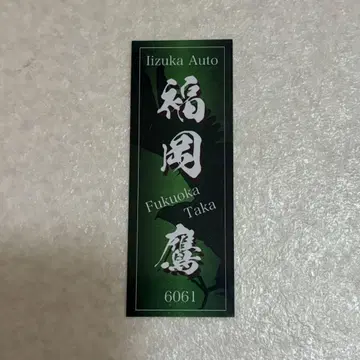 Iizuka Auto
福岡
Fukuoka
Taka
鷹
6061